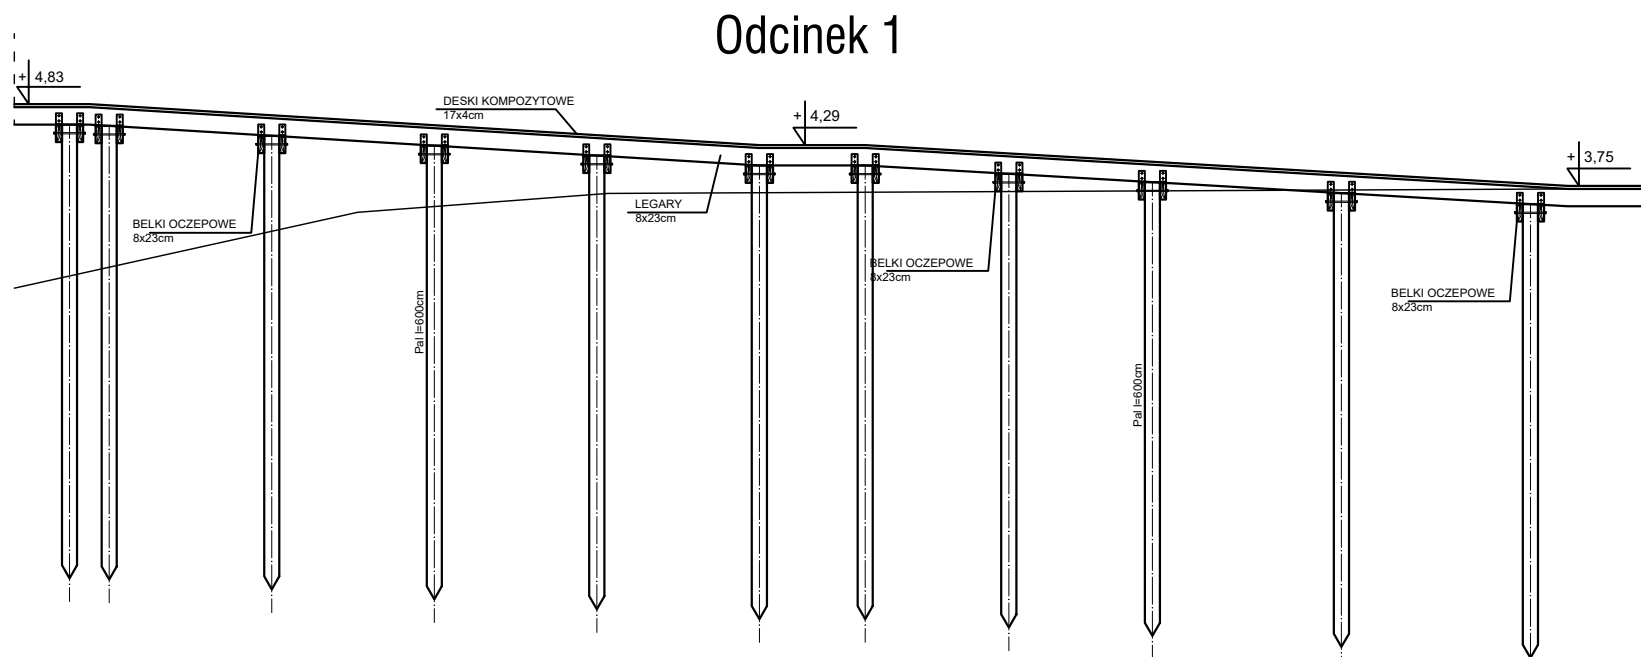 Odcinek 1
+ 4,83
DESKI KOMPOZYTOWE
17x4cm
+ 4,29
+ 3,75
BELKI OCZEPOWE
8x23cm
LEGARY
8x23cm
BELKI OCZEPOWE
8x23cm
BELKI OCZEPOWE
8x23cm
Pal l=600cm
Pal l=600cm